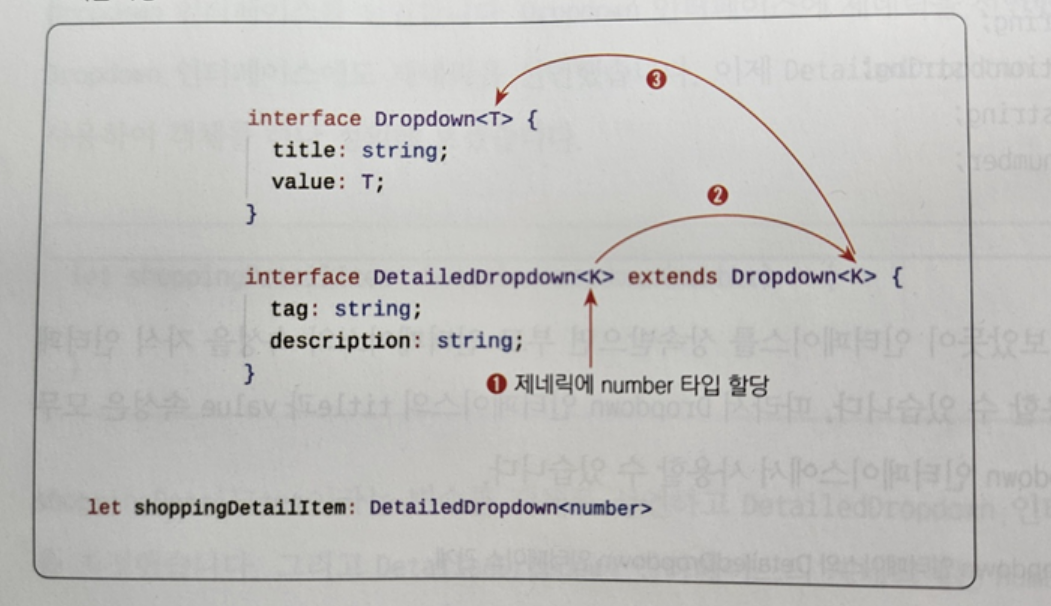 ❸
interface Dropdown<T> {
title: string;
value: T;
}
❷
interface DetailedDropdown<K> extends Dropdown<K> {
tag: string;
description: string;
}
❶ 제네릭에 number 타입 할당
let shoppingDetailItem: DetailedDropdown<number>